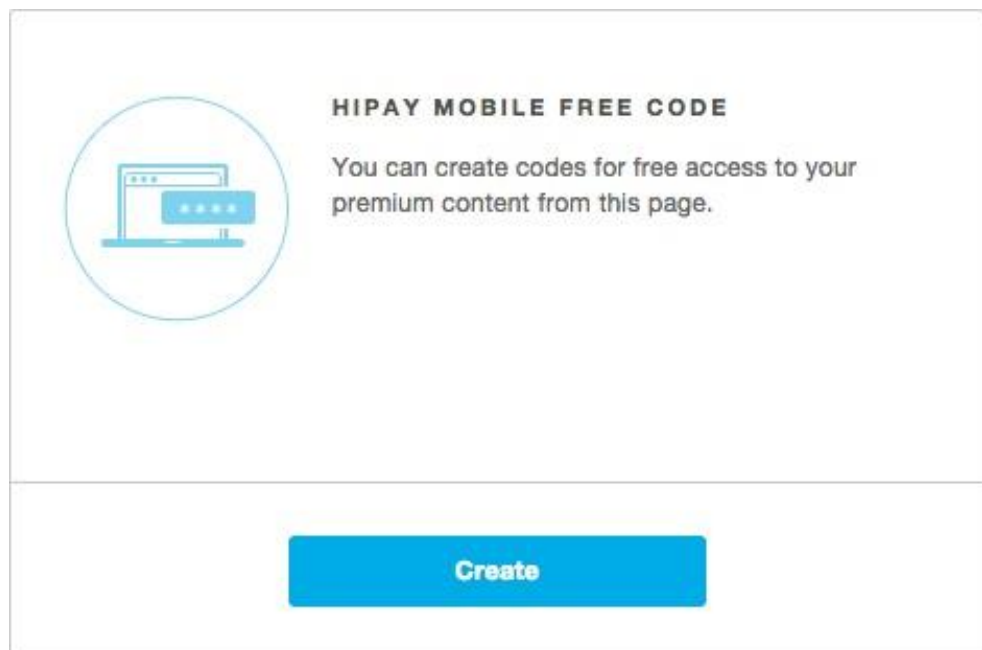 HIPAY MOBILE FREE CODE
You can create codes for free access to your
premium content from this page.
Create